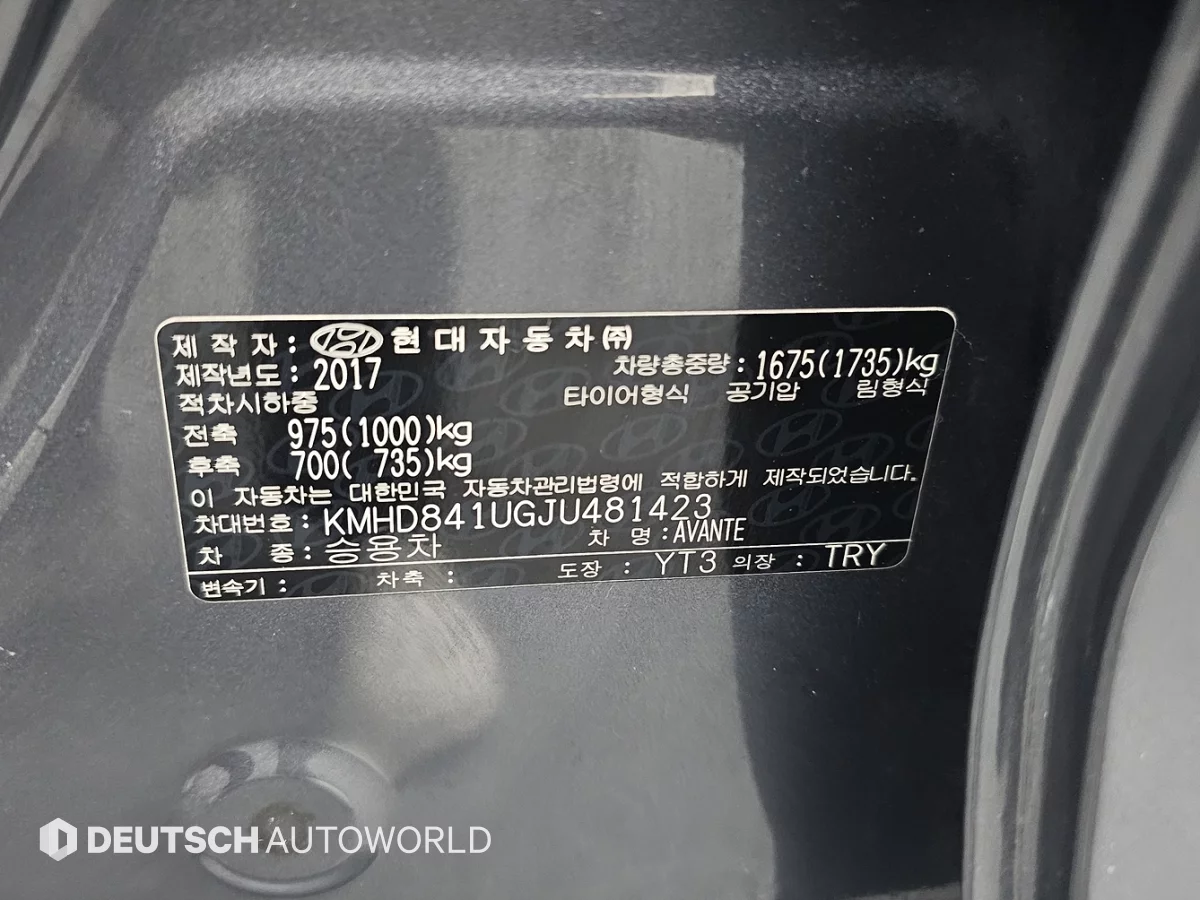 제 작 자 : 현대자동차㈜
제작년도 : 2017 차량총중량 : 1675(1735)kg
적차시하중 타이어형식 공기압 림형식
전축 975(1000)kg
후축 700( 735)kg
이 자동차는 대한민국 자동차관리법령에 적합하게 제작되었습니다.
차대번호 : KMHD841UGJU481423
차 종 : 승용차 차 명 : AVANTE
변속기 : 차축 : 도장 : YT3 의장 : TRY
DEUTSCH AUTOWORLD